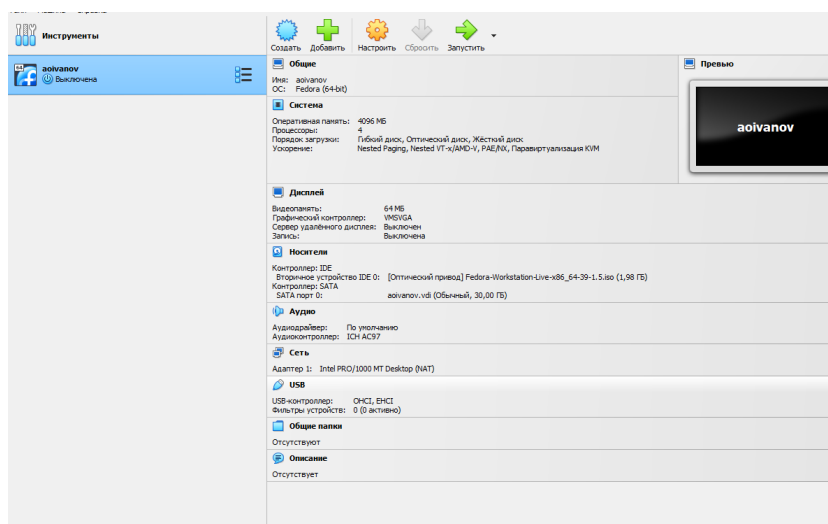 Инструменты
Создать Добавить Настроить Сбросить Запустить
64
aoivanov
Выключена
Общие
Имя: aoivanov
ОС: Fedora (64-bit)
Превью
aoivanov
Система
Оперативная память: 4096 МБ
Процессоры: 4
Порядок загрузки: Гибкий диск, Оптический диск, Жёсткий диск
Ускорение: Nested Paging, Nested VT-x/AMD-V, PAE/NX, Паравиртуализация KVM
Дисплей
Видеопамять: 64 МБ
Графический контроллер: VMSVGA
Сервер удалённого дисплея: Выключен
Запись: Выключена
Носители
Контроллер: IDE
Вторичное устройство IDE 0: [Оптический привод] Fedora-Workstation-Live-x86_64-39-1.5.iso (1,98 ГБ)
Контроллер: SATA
SATA порт 0: aoivanov.vdi (Обычный, 30,00 ГБ)
Аудио
Аудиодрайвер: По умолчанию
Аудиоконтроллер: ICH AC97
Сеть
Адаптер 1: Intel PRO/1000 MT Desktop (NAT)
USB
USB-контроллер: OHCI, EHCI
Фильтры устройств: 0 (0 активно)
Общие папки
Отсутствуют
Описание
Отсутствует